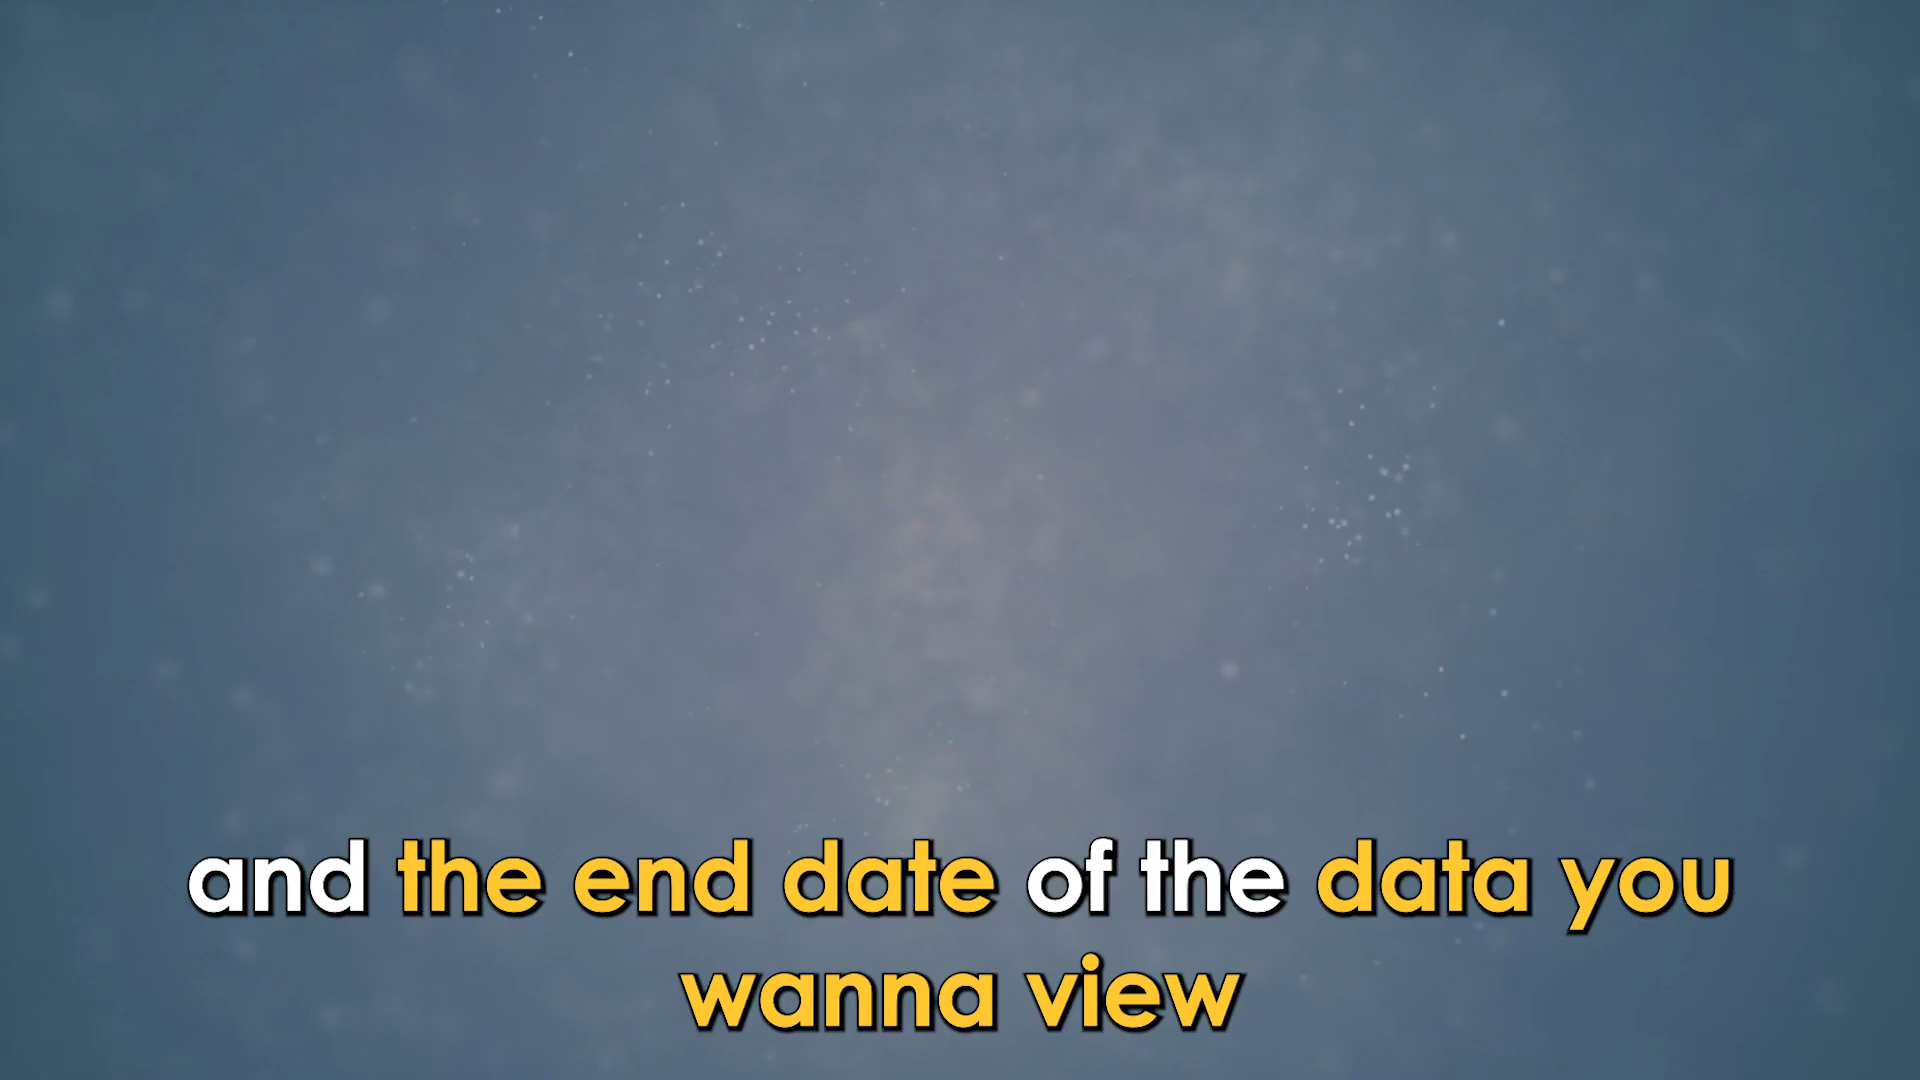 and the end date of the data you
wanna view